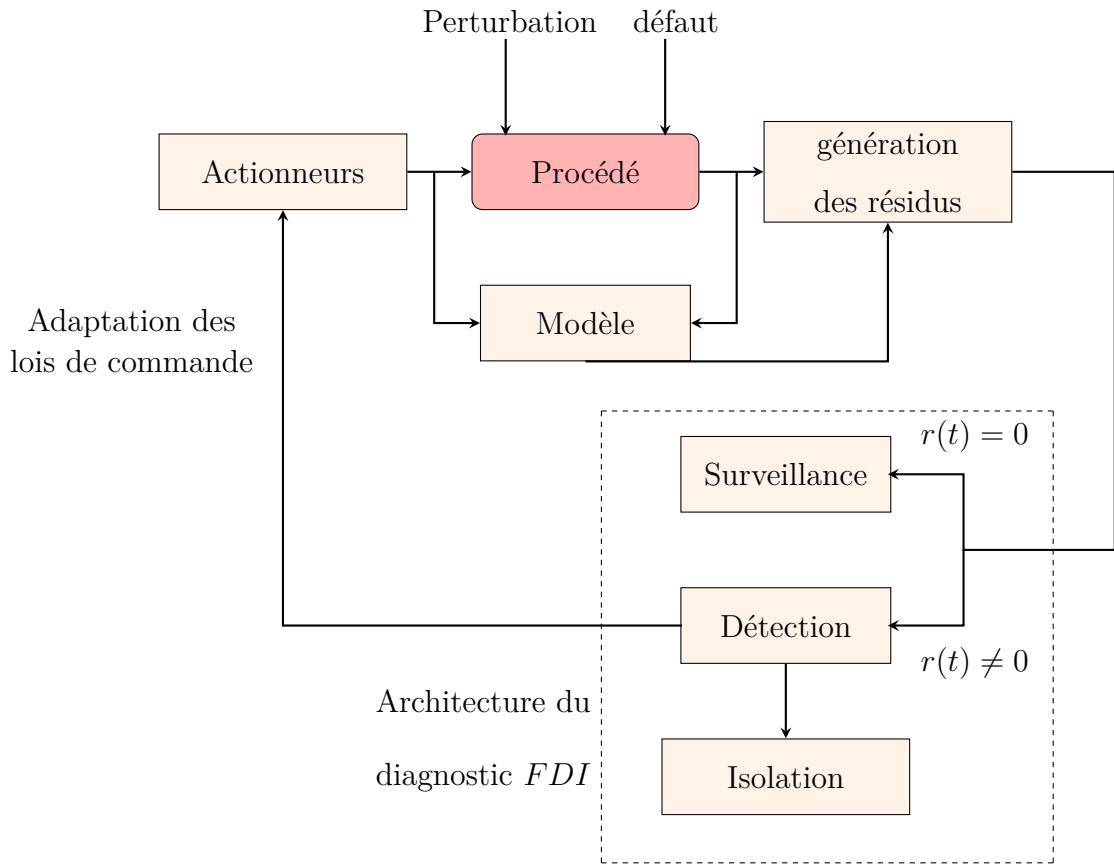 Perturbation défaut
Actionneurs
Procédé
génération
des résidus
Modèle
Adaptation des
lois de commande
r(t) = 0
Surveillance
Détection
r(t) ≠ 0
Architecture du
diagnostic FDI
Isolation